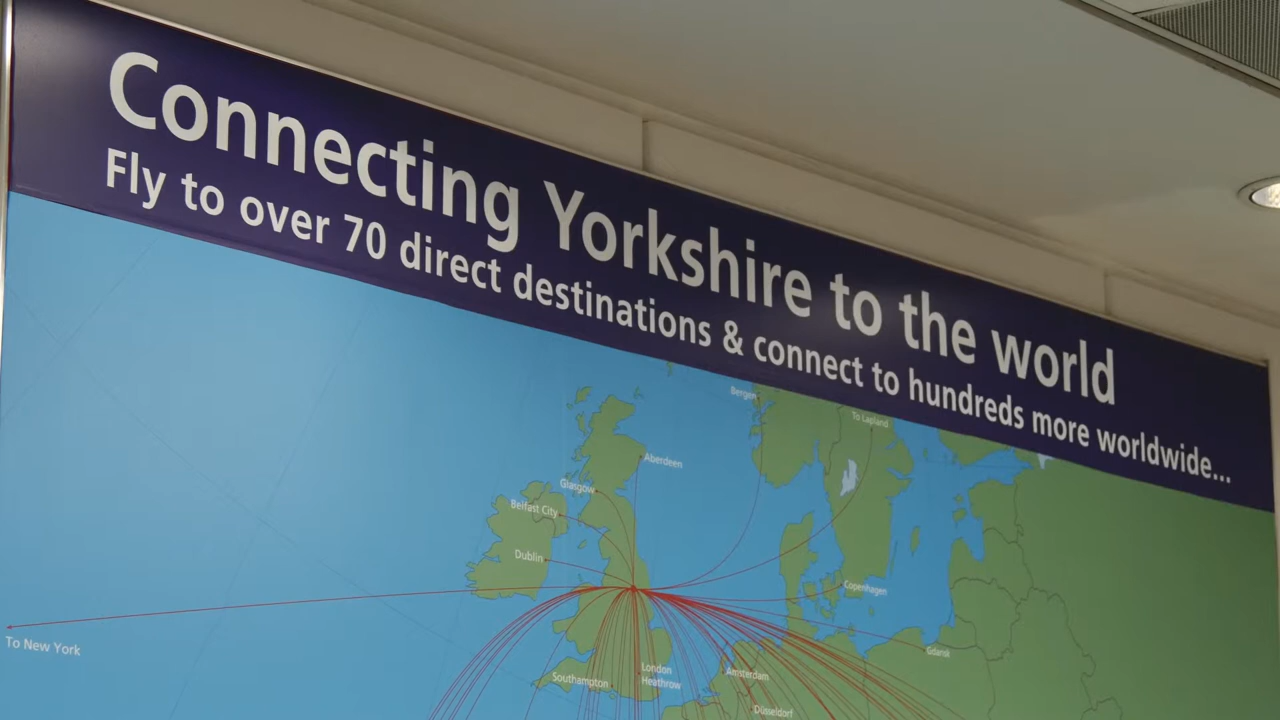 Connecting Yorkshire to the world
Fly to over 70 direct destinations & connect to hundreds more worldwide...
Bergen
To Lapland
Aberdeen
Glasgow
Belfast City
Dublin
Copenhagen
To New York
Gdansk
London
Heathrow
Southampton
Amsterdam
Düsseldorf